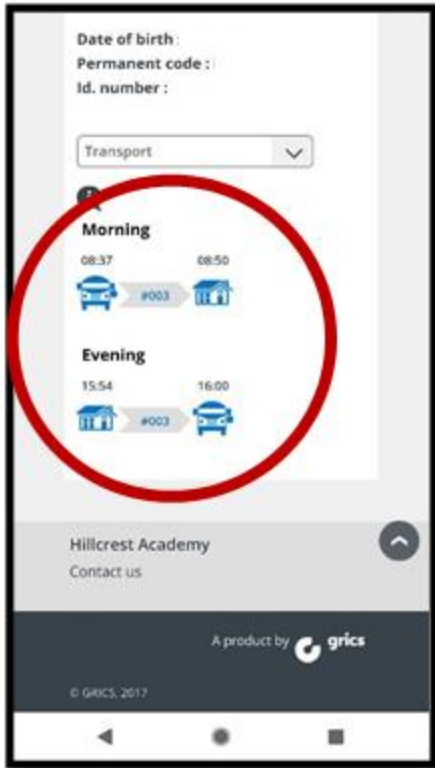 Date of birth :
Permanent code :
Id. number :
Transport
Morning
08:37 08:50
#003
Evening
15:54 16:00
#003
Hillcrest Academy
Contact us
A product by grics
© GRICS, 2017